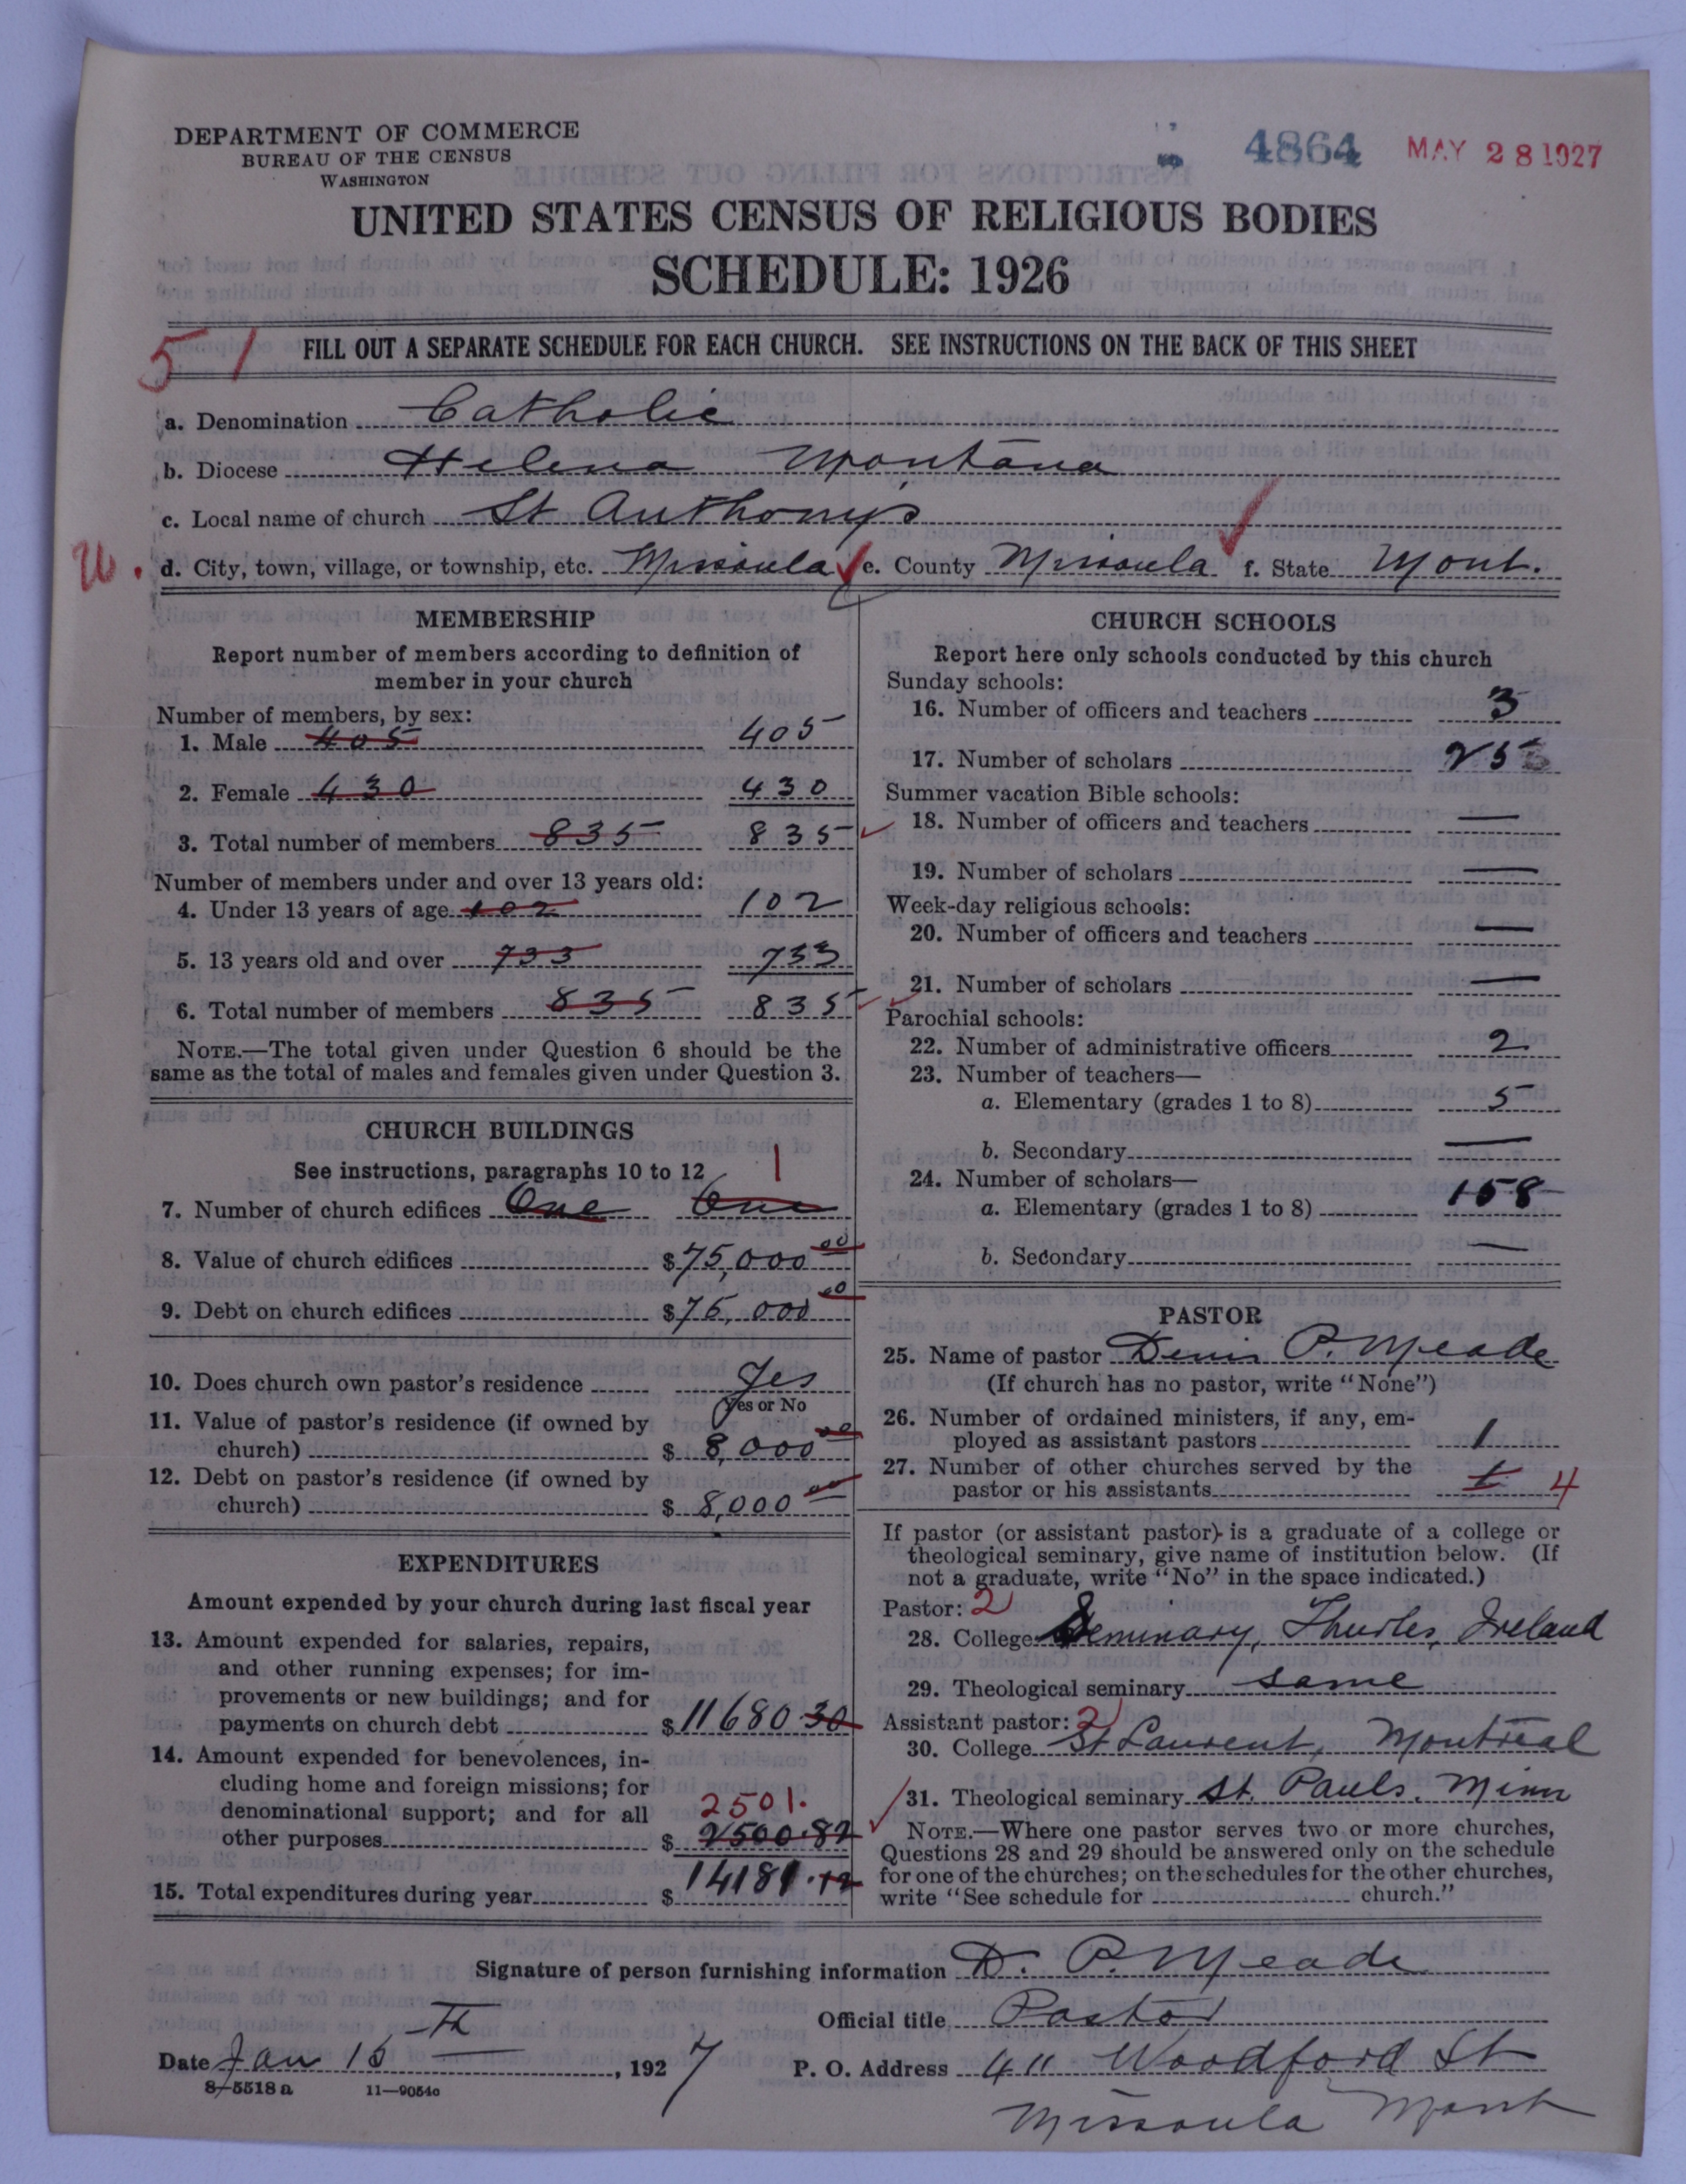 DEPARTMENT OF COMMERCE
BUREAU OF THE CENSUS
WASHINGTON
4864 MAY 28 1927
UNITED STATES CENSUS OF RELIGIOUS BODIES
SCHEDULE: 1926
51
FILL OUT A SEPARATE SCHEDULE FOR EACH CHURCH. SEE INSTRUCTIONS ON THE BACK OF THIS SHEET
a. Denomination Catholic
b. Diocese Helena Montana
c. Local name of church St Anthony's
d. City, town, village, or township, etc. Missoula e. County Missoula f. State Mont.
MEMBERSHIP
Report number of members according to definition of
member in your church
Number of members, by sex:
1. Male 405 405
2. Female 430 430
3. Total number of members 835 835
Number of members under and over 13 years old:
4. Under 13 years of age 102 102
5. 13 years old and over 733 733
6. Total number of members 835 835
NOTE.—The total given under Question 6 should be the
same as the total of males and females given under Question 3.
CHURCH BUILDINGS
See instructions, paragraphs 10 to 12 1
7. Number of church edifices One One
8. Value of church edifices $75,000 00
9. Debt on church edifices $75,000 00
10. Does church own pastor's residence Yes
Yes or No
11. Value of pastor's residence (if owned by
church) $ 8,000 00
12. Debt on pastor's residence (if owned by
church) $ 8,000 00
EXPENDITURES
Amount expended by your church during last fiscal year
13. Amount expended for salaries, repairs,
and other running expenses; for im-
provements or new buildings; and for
payments on church debt $11680.30
14. Amount expended for benevolences, in-
cluding home and foreign missions; for
denominational support; and for all 2501.
other purposes $ 2500.82
15. Total expenditures during year $ 14181.12
CHURCH SCHOOLS
Report here only schools conducted by this church
Sunday schools:
16. Number of officers and teachers 3
17. Number of scholars
Summer vacation Bible schools:
18. Number of officers and teachers —
19. Number of scholars —
Week-day religious schools:
20. Number of officers and teachers —
21. Number of scholars —
Parochial schools:
22. Number of administrative officers 2
23. Number of teachers—
a. Elementary (grades 1 to 8) 5
b. Secondary —
24. Number of scholars—
a. Elementary (grades 1 to 8) 158
b. Secondary —
PASTOR
25. Name of pastor Denis P. Meade
(If church has no pastor, write "None")
26. Number of ordained ministers, if any, em-
ployed as assistant pastors 1
27. Number of other churches served by the
pastor or his assistants 1 4
If pastor (or assistant pastor) is a graduate of a college or
theological seminary, give name of institution below. (If
not a graduate, write "No" in the space indicated.)
Pastor: 2
28. College Seminary, Thurles, Ireland
29. Theological seminary same
Assistant pastor: 2
30. College St Laurent, Montreal
31. Theological seminary St. Pauls. Minn
NOTE.—Where one pastor serves two or more churches,
Questions 28 and 29 should be answered only on the schedule
for one of the churches; on the schedules for the other churches,
write "See schedule for church."
Signature of person furnishing information D. P. Meade
Official title Pastor
Date Jan 15th, 1927 P. O. Address 411 Woodford St
8-5518a 11-9054c
Missoula Mont